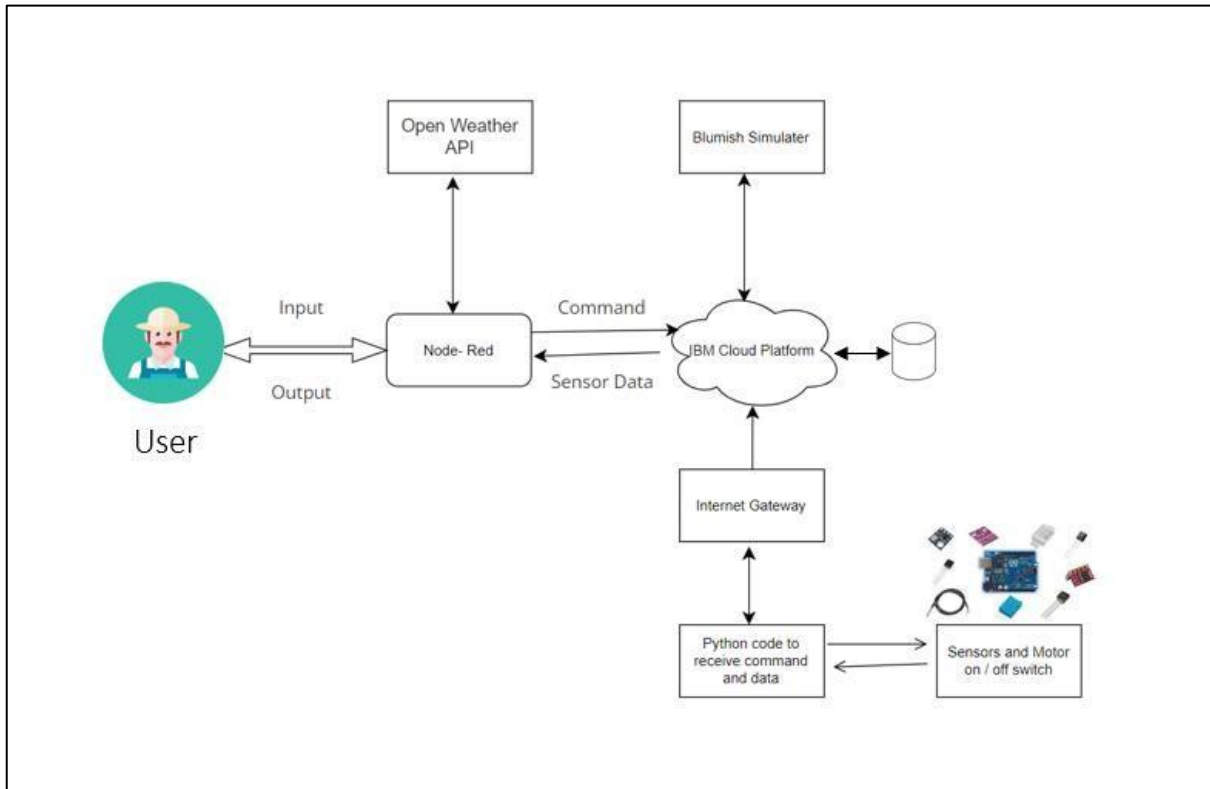 Open Weather
API
Blumish Simulater
Input
Output
User
Node- Red
Command
Sensor Data
IBM Cloud Platform
Internet Gateway
Python code to
receive command
and data
Sensors and Motor
on / off switch